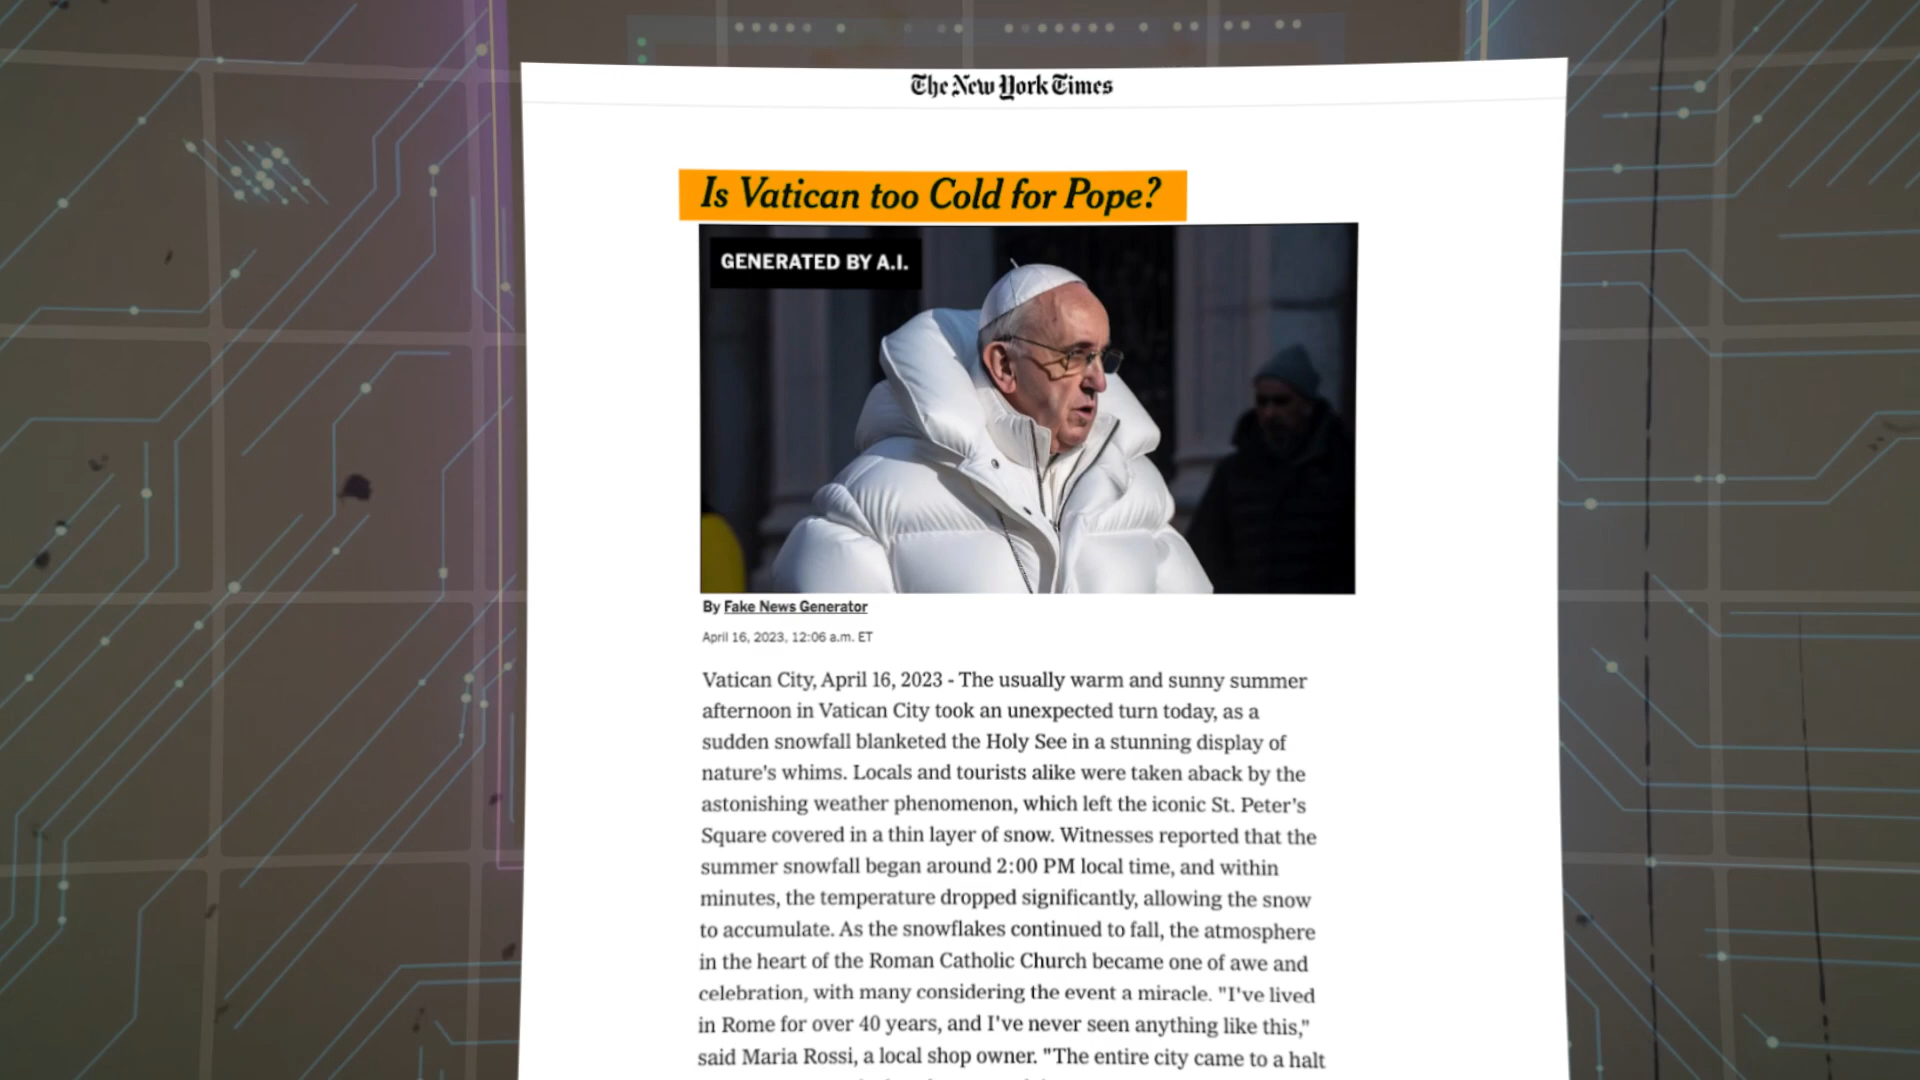 The New York Times
Is Vatican too Cold for Pope?
GENERATED BY A.I.
By Fake News Generator
April 16, 2023, 12:06 a.m. ET
Vatican City, April 16, 2023 - The usually warm and sunny summer
afternoon in Vatican City took an unexpected turn today, as a
sudden snowfall blanketed the Holy See in a stunning display of
nature's whims. Locals and tourists alike were taken aback by the
astonishing weather phenomenon, which left the iconic St. Peter's
Square covered in a thin layer of snow. Witnesses reported that the
summer snowfall began around 2:00 PM local time, and within
minutes, the temperature dropped significantly, allowing the snow
to accumulate. As the snowflakes continued to fall, the atmosphere
in the heart of the Roman Catholic Church became one of awe and
celebration, with many considering the event a miracle. "I've lived
in Rome for over 40 years, and I've never seen anything like this,"
said Maria Rossi, a local shop owner. "The entire city came to a halt